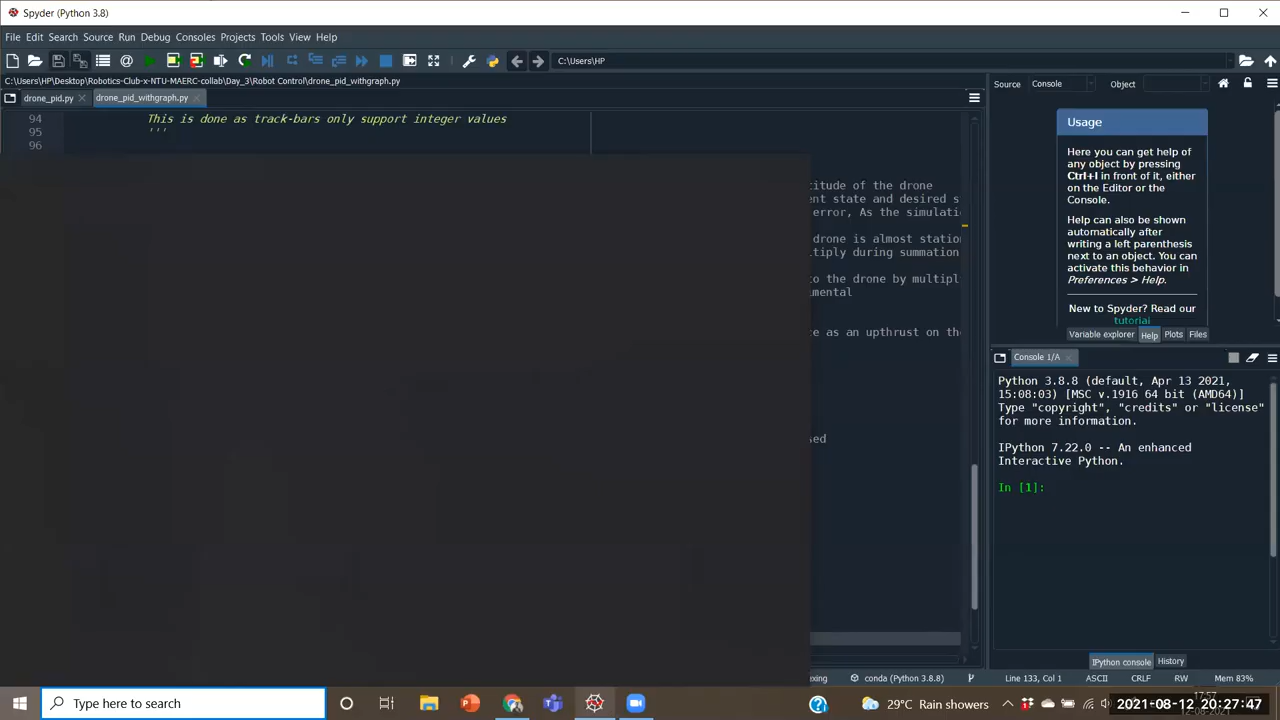 Spyder (Python 3.8)
File Edit Search Source Run Debug Consoles Projects Tools View Help
C:\Users\HP
C:\Users\HP\Desktop\Robotics-Club-x-NTU-MAERC-collab\Day_3\Robot Control\drone_pid_withgraph.py
drone_pid.py drone_pid_withgraph.py
94 This is done as track-bars only support integer values
95 '''
96
titude of the drone
ent state and desired s
error, As the simulati
drone is almost station
tiply during summation
to the drone by multipl
mental
ce as an upthrust on the
sed
Source Console Object
Usage
Here you can get help of
any object by pressing
Ctrl+I in front of it, either
on the Editor or the
Console.
Help can also be shown
automatically after
writing a left parenthesis
next to an object. You can
activate this behavior in
Preferences > Help.
New to Spyder? Read our
tutorial
Variable explorer Help Plots Files
Console 1/A
Python 3.8.8 (default, Apr 13 2021,
15:08:03) [MSC v.1916 64 bit (AMD64)]
Type "copyright", "credits" or "license"
for more information.
IPython 7.22.0 -- An enhanced
Interactive Python.
In [1]:
IPython console History
conda (Python 3.8.8) Line 133, Col 1 ASCII CRLF RW Mem 83%
Type here to search
29°C Rain showers
17:57
2021-08-12 20:27:47